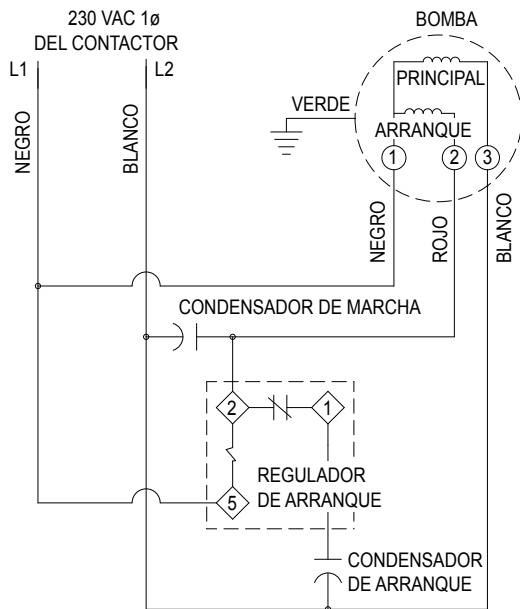 230 VAC 1ø
DEL CONTACTOR
L1
L2
NEGRO
BLANCO
BOMBA
PRINCIPAL
VERDE
ARRANQUE
1
2
3
NEGRO
ROJO
BLANCO
CONDENSADOR DE MARCHA
2
1
5
REGULADOR
DE ARRANQUE
CONDENSADOR
DE ARRANQUE